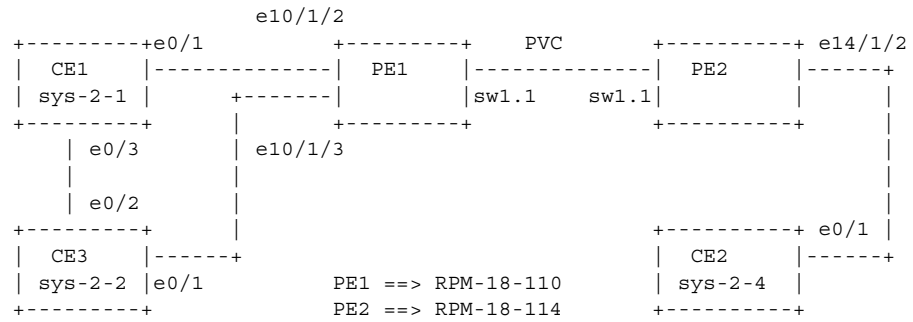 e10/1/2
e0/1 PVC e14/1/2
CE1 PE1 PE2
sys-2-1 sw1.1 sw1.1
e0/3 e10/1/3
e0/2
e0/1
CE3 CE2
sys-2-2 e0/1 PE1 ==> RPM-18-110 sys-2-4
PE2 ==> RPM-18-114